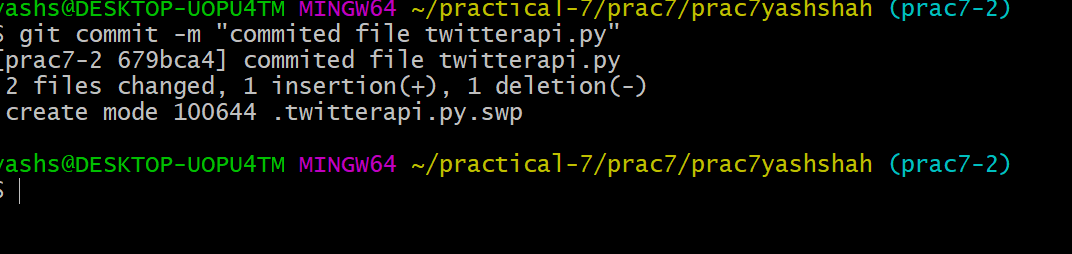 yashs@DESKTOP-UOPU4TM MINGW64 ~/practical-7/prac7/prac7yashshah (prac7-2)
$ git commit -m "commited file twitterapi.py"
[prac7-2 679bca4] commited file twitterapi.py
2 files changed, 1 insertion(+), 1 deletion(-)
create mode 100644 .twitterapi.py.swp
yashs@DESKTOP-UOPU4TM MINGW64 ~/practical-7/prac7/prac7yashshah (prac7-2)
$